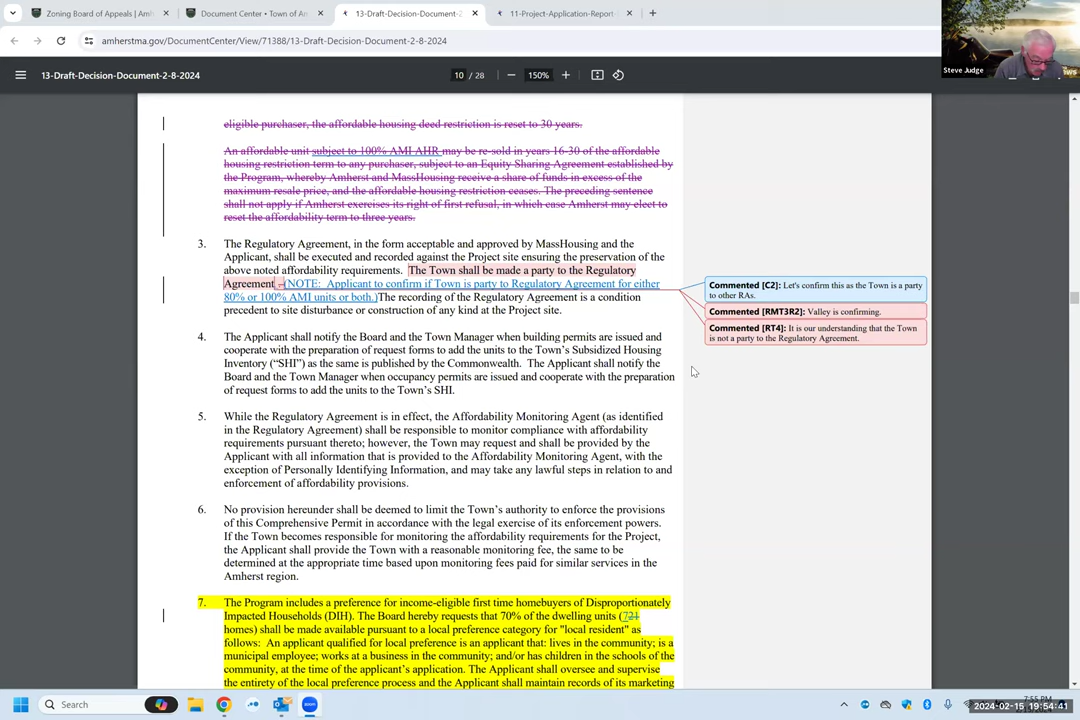 Zoning Board of Appeals | Amh
Document Center • Town of Am
13-Draft-Decision-Document-2-
11-Project-Application-Report-
amherstma.gov/DocumentCenter/View/71388/13-Draft-Decision-Document-2-8-2024
Steve Judge
13-Draft-Decision-Document-2-8-2024
10 / 28
150%
eligible purchaser, the affordable housing deed restriction is reset to 30 years.
An affordable unit subject to 100% AMI AHR may be re-sold in years 16-30 of the affordable
housing restriction term to any purchaser, subject to an Equity Sharing Agreement established by
the Program, whereby Amherst and MassHousing receive a share of funds in excess of the
maximum resale price, and the affordable housing restriction ceases. The preceding sentence
shall not apply if Amherst exercises its right of first refusal, in which case Amherst may elect to
reset the affordability term to three years.
3. The Regulatory Agreement, in the form acceptable and approved by MassHousing and the
Applicant, shall be executed and recorded against the Project site ensuring the preservation of the
above noted affordability requirements. The Town shall be made a party to the Regulatory
Agreement. (NOTE: Applicant to confirm if Town is party to Regulatory Agreement for either
80% or 100% AMI units or both.)The recording of the Regulatory Agreement is a condition
precedent to site disturbance or construction of any kind at the Project site.
Commented [C2]: Let's confirm this as the Town is a party
to other RAs.
Commented [RMT3R2]: Valley is confirming.
Commented [RT4]: It is our understanding that the Town
is not a party to the Regulatory Agreement.
4. The Applicant shall notify the Board and the Town Manager when building permits are issued and
cooperate with the preparation of request forms to add the units to the Town's Subsidized Housing
Inventory ("SHI") as the same is published by the Commonwealth. The Applicant shall notify the
Board and the Town Manager when occupancy permits are issued and cooperate with the preparation
of request forms to add the units to the Town's SHI.
5. While the Regulatory Agreement is in effect, the Affordability Monitoring Agent (as identified
in the Regulatory Agreement) shall be responsible to monitor compliance with affordability
requirements pursuant thereto; however, the Town may request and shall be provided by the
Applicant with all information that is provided to the Affordability Monitoring Agent, with the
exception of Personally Identifying Information, and may take any lawful steps in relation to and
enforcement of affordability provisions.
6. No provision hereunder shall be deemed to limit the Town's authority to enforce the provisions
of this Comprehensive Permit in accordance with the legal exercise of its enforcement powers.
If the Town becomes responsible for monitoring the affordability requirements for the Project,
the Applicant shall provide the Town with a reasonable monitoring fee, the same to be
determined at the appropriate time based upon monitoring fees paid for similar services in the
Amherst region.
7. The Program includes a preference for income-eligible first time homebuyers of Disproportionately
Impacted Households (DIH). The Board hereby requests that 70% of the dwelling units (721
homes) shall be made available pursuant to a local preference category for "local resident" as
follows: An applicant qualified for local preference is an applicant that: lives in the community; is a
municipal employee; works at a business in the community; and/or has children in the schools of the
community, at the time of the applicant's application. The Applicant shall oversee and supervise
the entirety of the local preference process and the Applicant shall maintain records of its marketing
Search
7:55 PM
2024-02-15 19:54:41